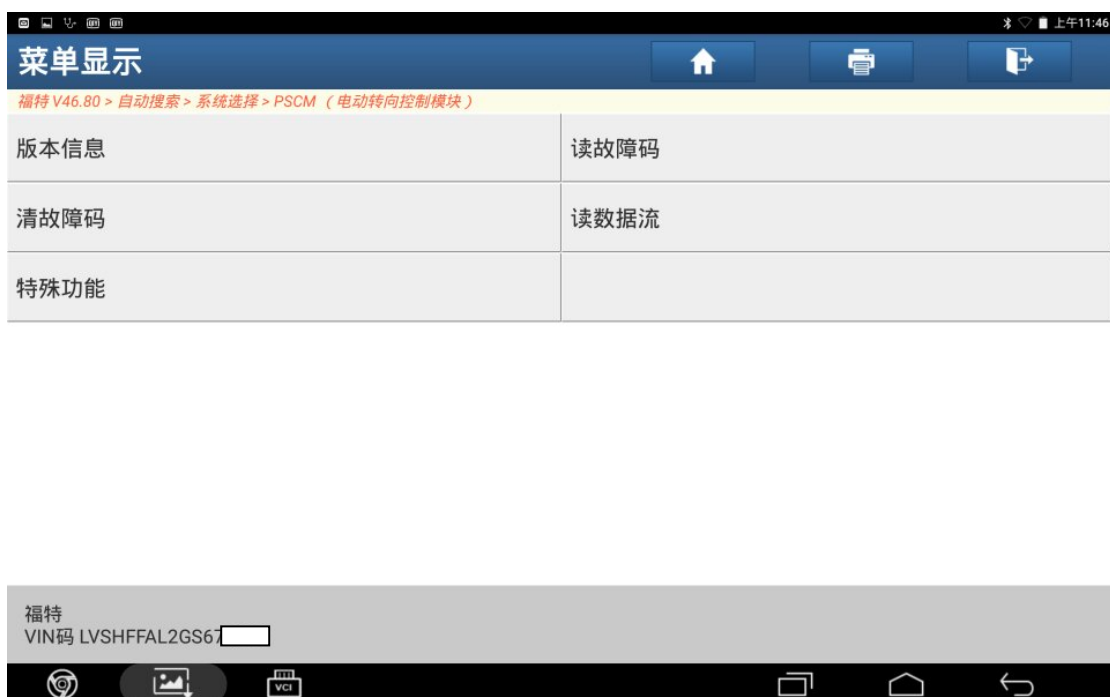 上午11:46
菜单显示
福特 V46.80 > 自动搜索 > 系统选择 > PSCM （电动转向控制模块）
版本信息
读故障码
清故障码
读数据流
特殊功能
福特
VIN码 LVSHFFAL2GS67
VCI